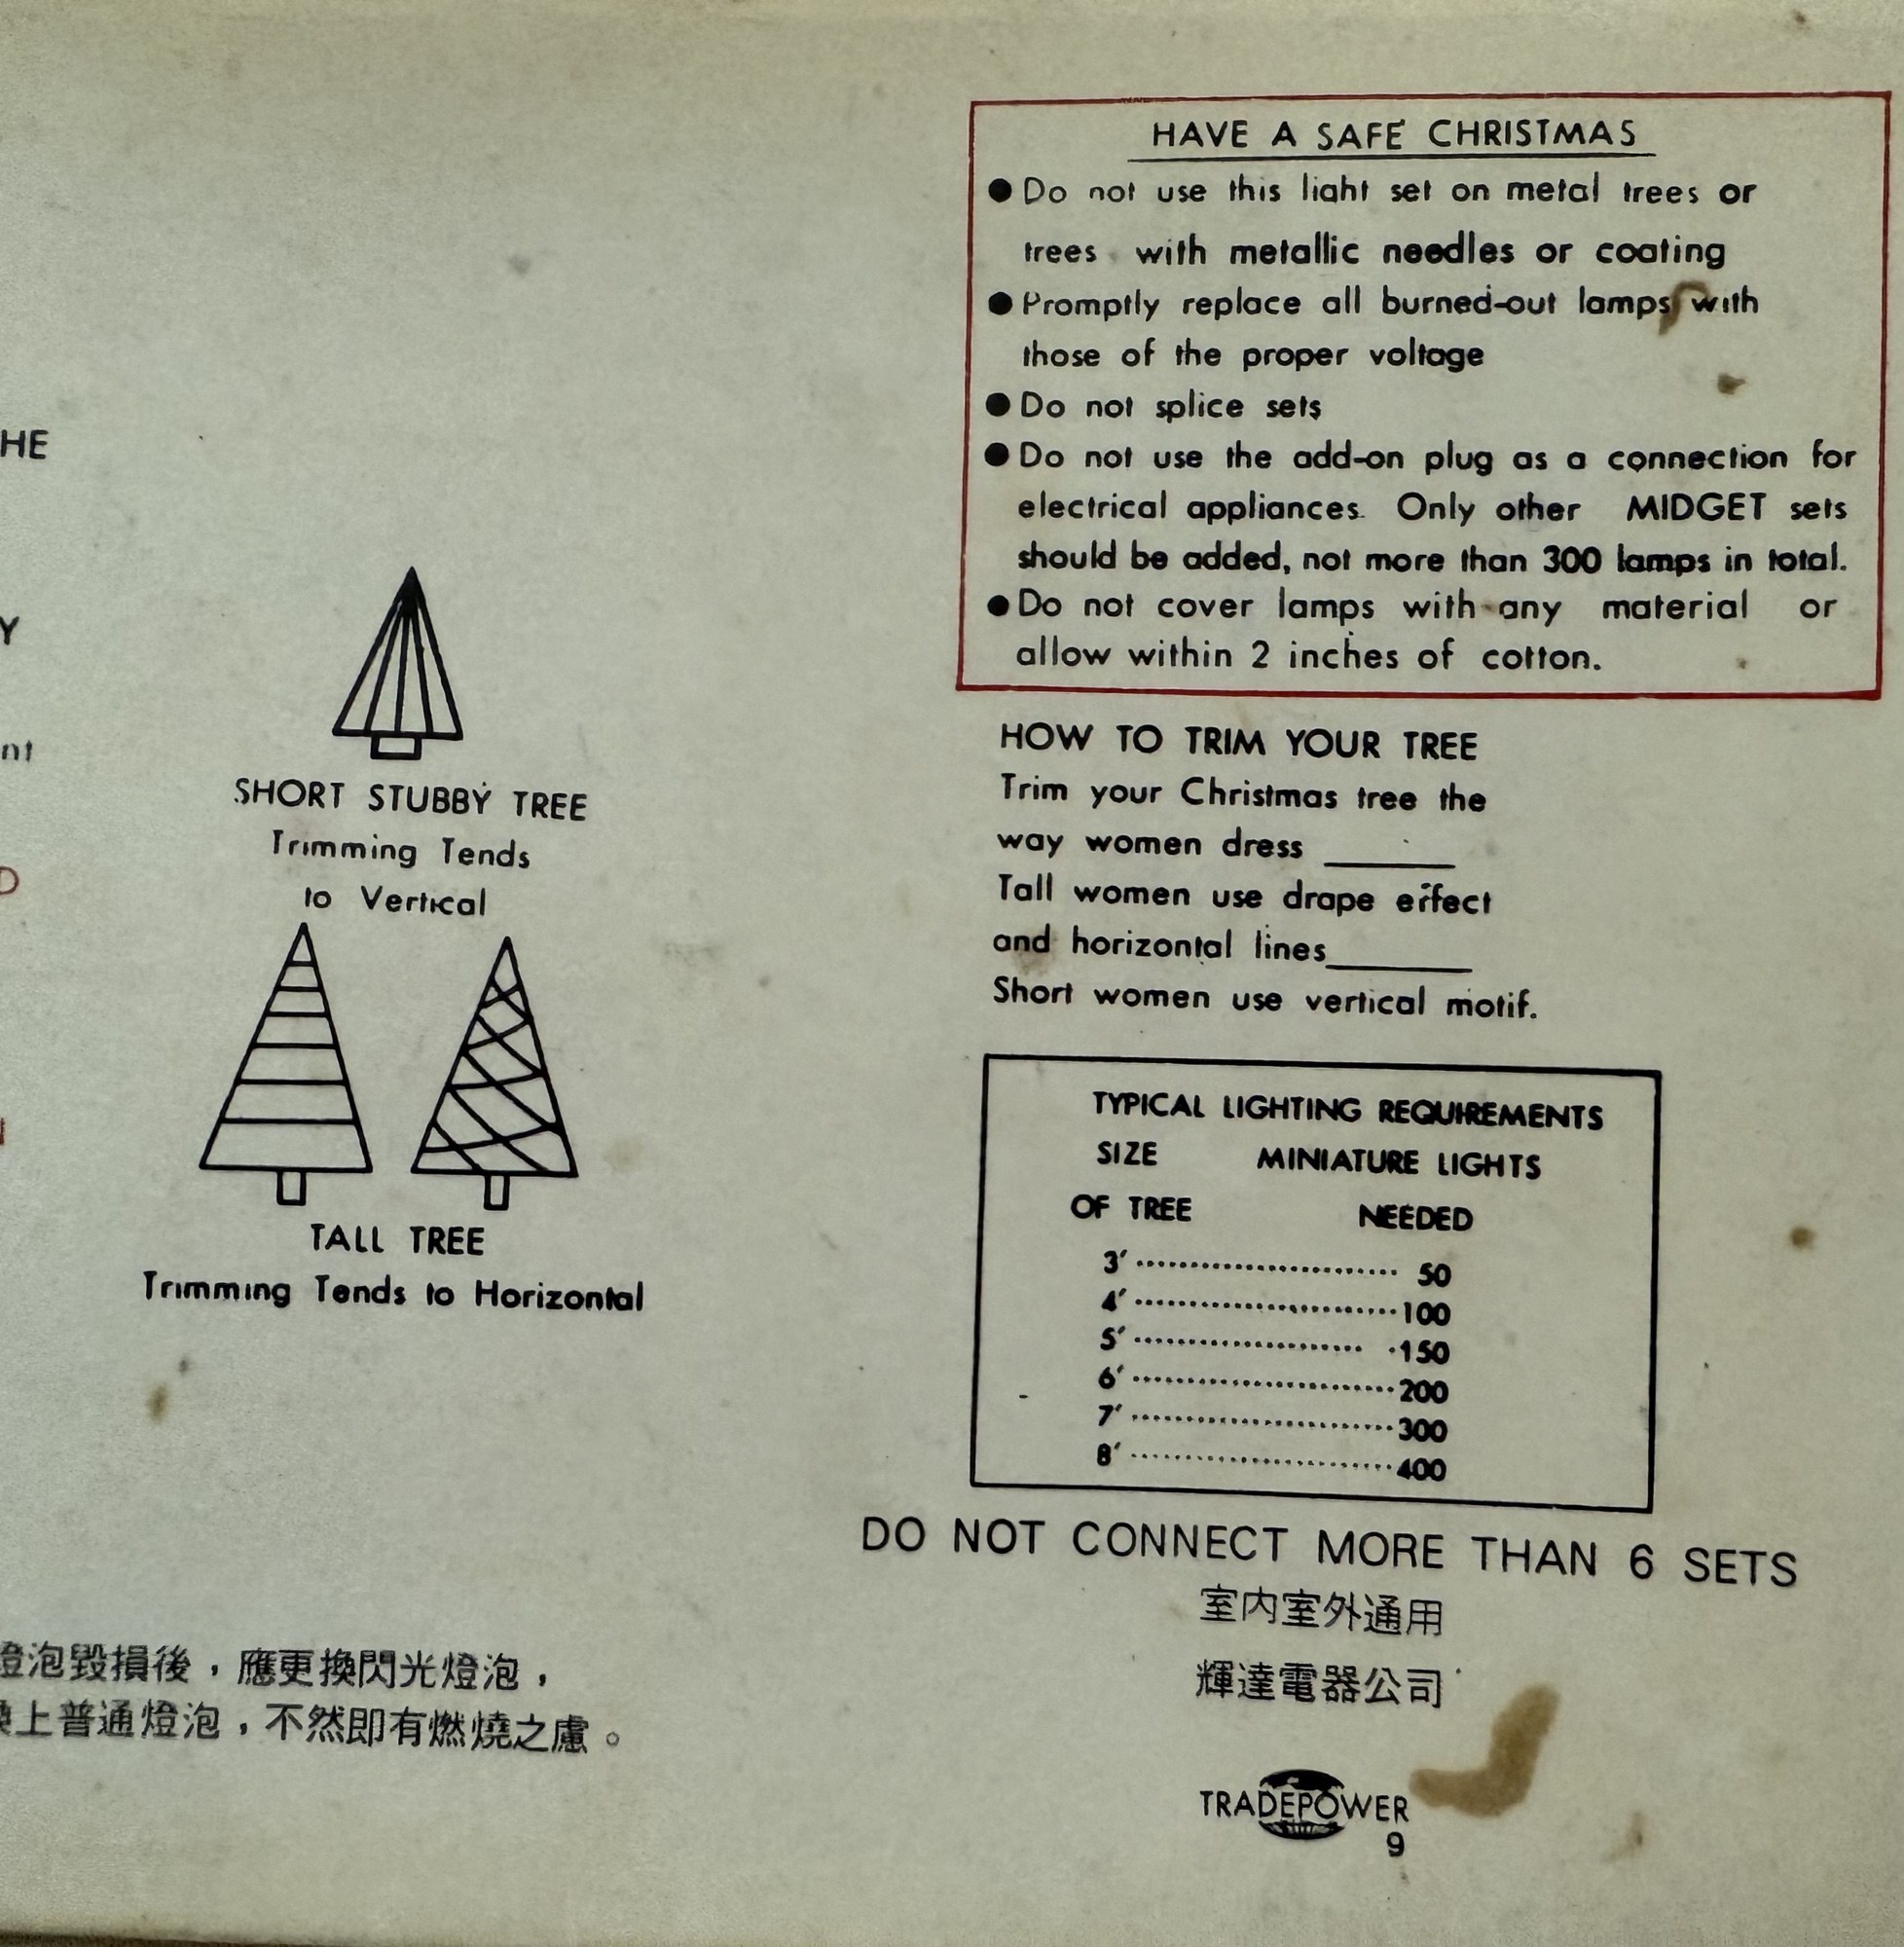 HAVE A SAFE CHRISTMAS
● Do not use this light set on metal trees or
trees with metallic needles or coating
● Promptly replace all burned-out lamps with
those of the proper voltage
● Do not splice sets
● Do not use the add-on plug as a connection for
electrical appliances. Only other MIDGET sets
should be added, not more than 300 lamps in total.
● Do not cover lamps with any material or
allow within 2 inches of cotton.
HE
Y
nt
D
SHORT STUBBY TREE
Trimming Tends
to Vertical
TALL TREE
Trimming Tends to Horizontal
HOW TO TRIM YOUR TREE
Trim your Christmas tree the
way women dress ______
Tall women use drape effect
and horizontal lines______
Short women use vertical motif.
TYPICAL LIGHTING REQUIREMENTS
SIZE MINIATURE LIGHTS
OF TREE NEEDED
3′ ........................ 50
4′ ........................ 100
5′ ........................ 150
6′ ........................ 200
7′ ........................ 300
8′ ........................ 400
DO NOT CONNECT MORE THAN 6 SETS
室内室外通用
輝達電器公司
燈泡毀損後，應更換閃光燈泡，
上普通燈泡，不然即有燃燒之慮。
TRADEPOWER
9